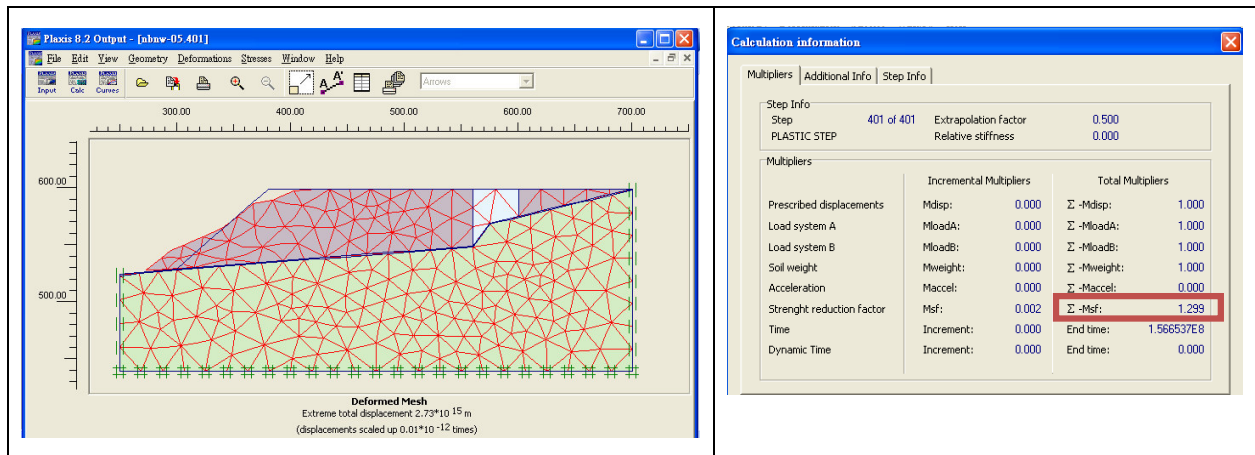 Plaxis 8.2 Output - [nbnw-05.401]
File Edit View Geometry Deformations Stresses Window Help
Input Calc Curves A A' Arrows
300.00 400.00 500.00 600.00 700.00
600.00
500.00
Deformed Mesh
Extreme total displacement 2.73*10 15 m
(displacements scaled up 0.01*10 -12 times)
Calculation information
Multipliers Additional Info Step Info
Step Info
Step 401 of 401 Extrapolation factor 0.500
PLASTIC STEP Relative stiffness 0.000
Multipliers
Incremental Multipliers Total Multipliers
Prescribed displacements Mdisp: 0.000 Σ -Mdisp: 1.000
Load system A MloadA: 0.000 Σ -MloadA: 1.000
Load system B MloadB: 0.000 Σ -MloadB: 1.000
Soil weight Mweight: 0.000 Σ -Mweight: 1.000
Acceleration Maccel: 0.000 Σ -Maccel: 0.000
Strenght reduction factor Msf: 0.002 Σ -Msf: 1.299
Time Increment: 0.000 End time: 1.566537E8
Dynamic Time Increment: 0.000 End time: 0.000